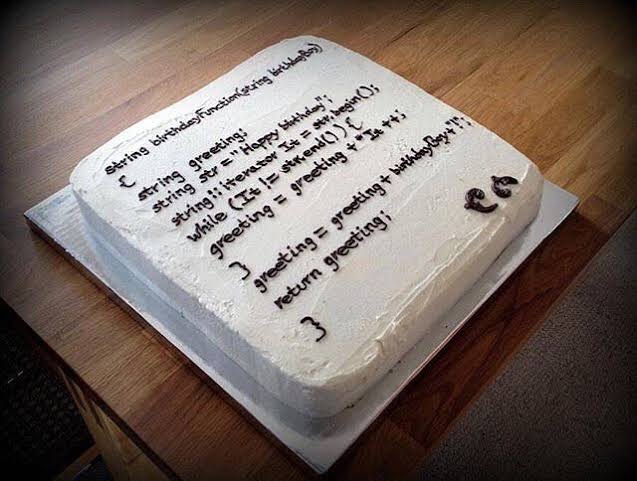 string birthdayFunction(string birthdayBoy)
{
string greeting;
string str = "Happy birthday";
string::iterator It = str.begin();
while (It != str.end()) {
greeting = greeting + *It ++;
}
greeting = greeting + birthdayBoy + "!";
return greeting;
}